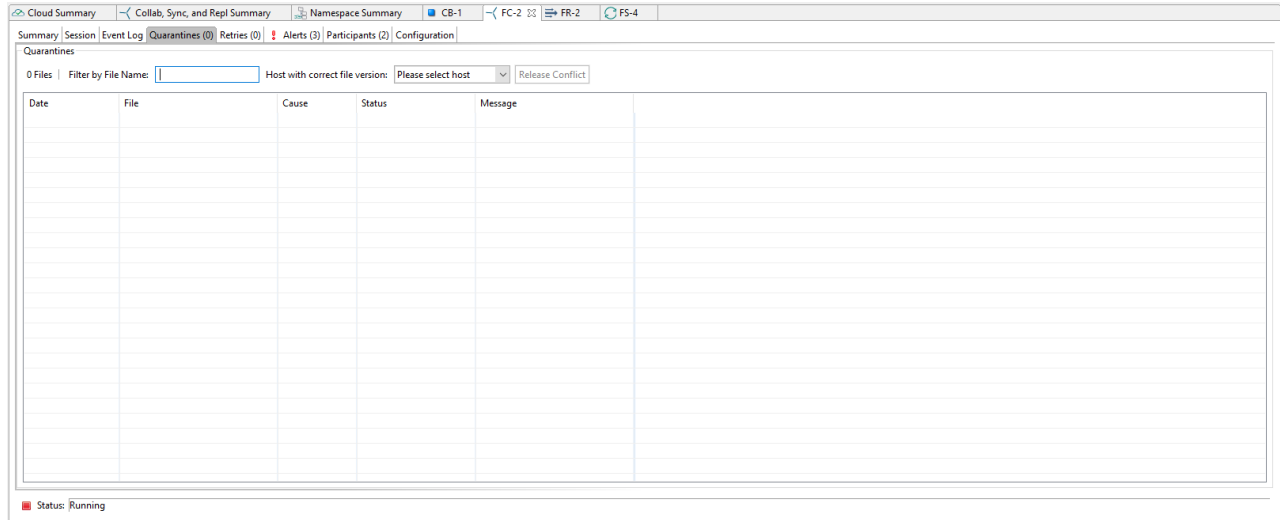 Cloud Summary Collab, Sync, and Repl Summary Namespace Summary CB-1 FC-2 FR-2 FS-4
Summary Session Event Log Quarantines (0) Retries (0) Alerts (3) Participants (2) Configuration
Quarantines
0 Files Filter by File Name: Host with correct file version: Please select host Release Conflict
Date File Cause Status Message
Status: Running